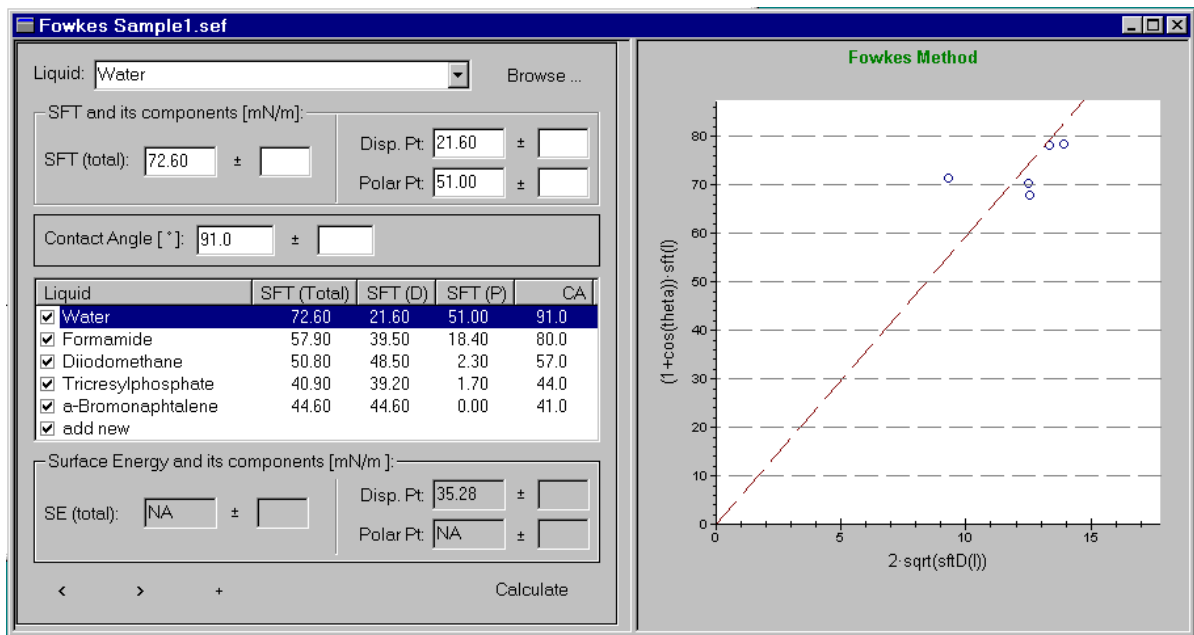 Fowkes Sample1.sef
Liquid: Water Browse ...
SFT and its components [mN/m]:
SFT (total): 72.60 ±
Disp. Pt: 21.60 ±
Polar Pt: 51.00 ±
Contact Angle [ ° ]: 91.0 ±
Liquid SFT (Total) SFT (D) SFT (P) CA
Water 72.60 21.60 51.00 91.0
Formamide 57.90 39.50 18.40 80.0
Diiodomethane 50.80 48.50 2.30 57.0
Tricresylphosphate 40.90 39.20 1.70 44.0
a-Bromonaphtalene 44.60 44.60 0.00 41.0
add new
Surface Energy and its components [mN/m ]:
SE (total): NA ±
Disp. Pt: 35.28 ±
Polar Pt: NA ±
< > + Calculate
Fowkes Method
(1+cos(theta))·sft(l)
80
70
60
50
40
30
20
10
0
0 5 10 15
2·sqrt(sftD(l))